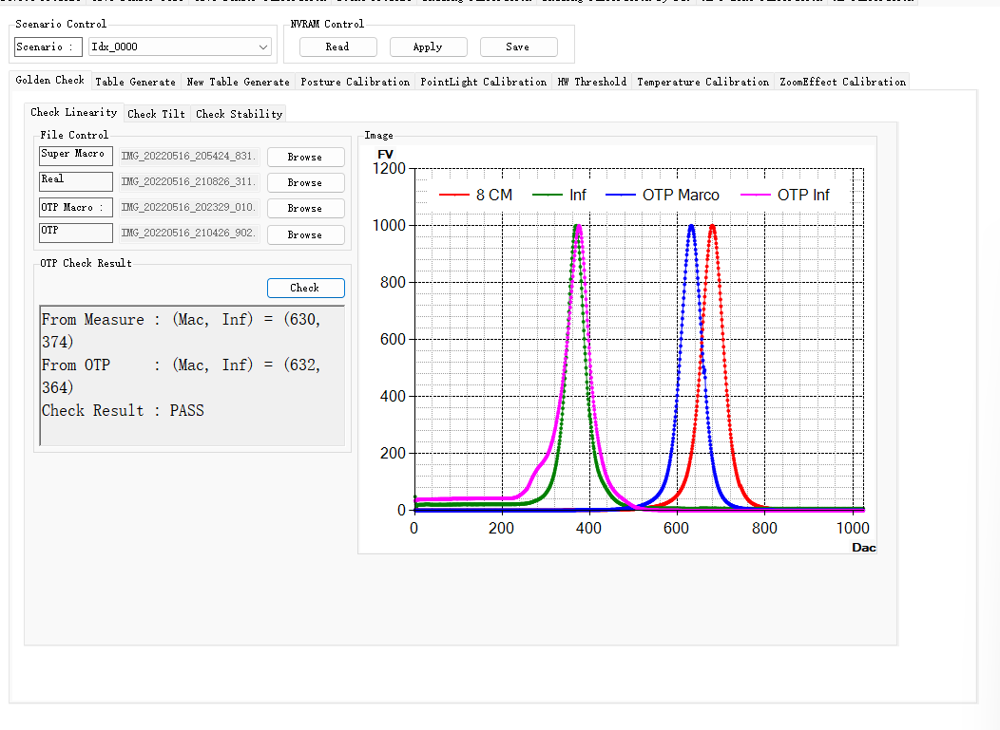 Scenario Control
NVRAM Control
Scenario :
Idx_0000
Read
Apply
Save
Golden Check
Table Generate
New Table Generate
Posture Calibration
PointLight Calibration
HW Threshold
Temperature Calibration
ZoomEffect Calibration
Check Linearity
Check Tilt
Check Stability
File Control
Super Macro
IMG_20220516_205424_831.
Browse
Real
IMG_20220516_210826_311.
Browse
OTP Macro :
IMG_20220516_202329_010.
Browse
OTP
IMG_20220516_210426_902.
Browse
OTP Check Result
Check
From Measure : (Mac, Inf) = (630,
374)
From OTP     : (Mac, Inf) = (632,
364)
Check Result : PASS
Image
FV
1200
1000
800
600
400
200
0
8 CM
Inf
OTP Marco
OTP Inf
0
200
400
600
800
1000
Dac